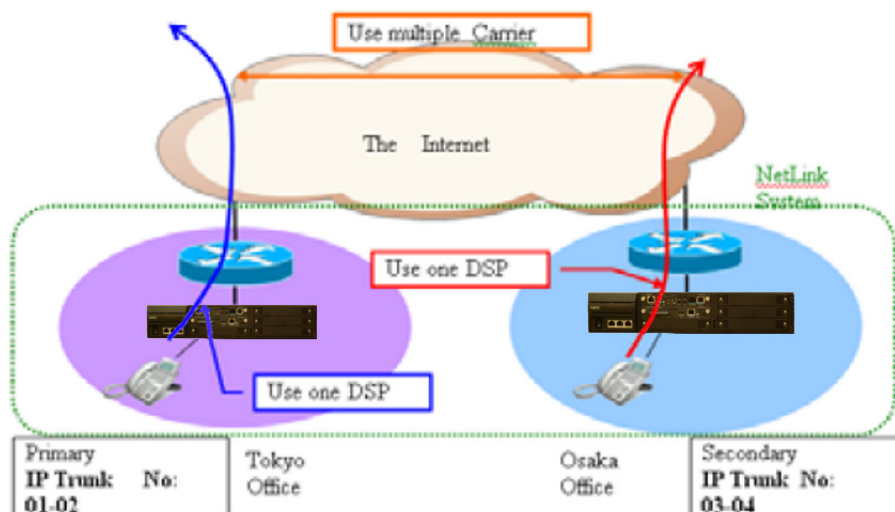 Use multiple Carrier
The Internet
NetLink
System
Use one DSP
Use one DSP
Primary
IP Trunk No:
01-02
Tokyo
Office
Osaka
Office
Secondary
IP Trunk No:
03-04